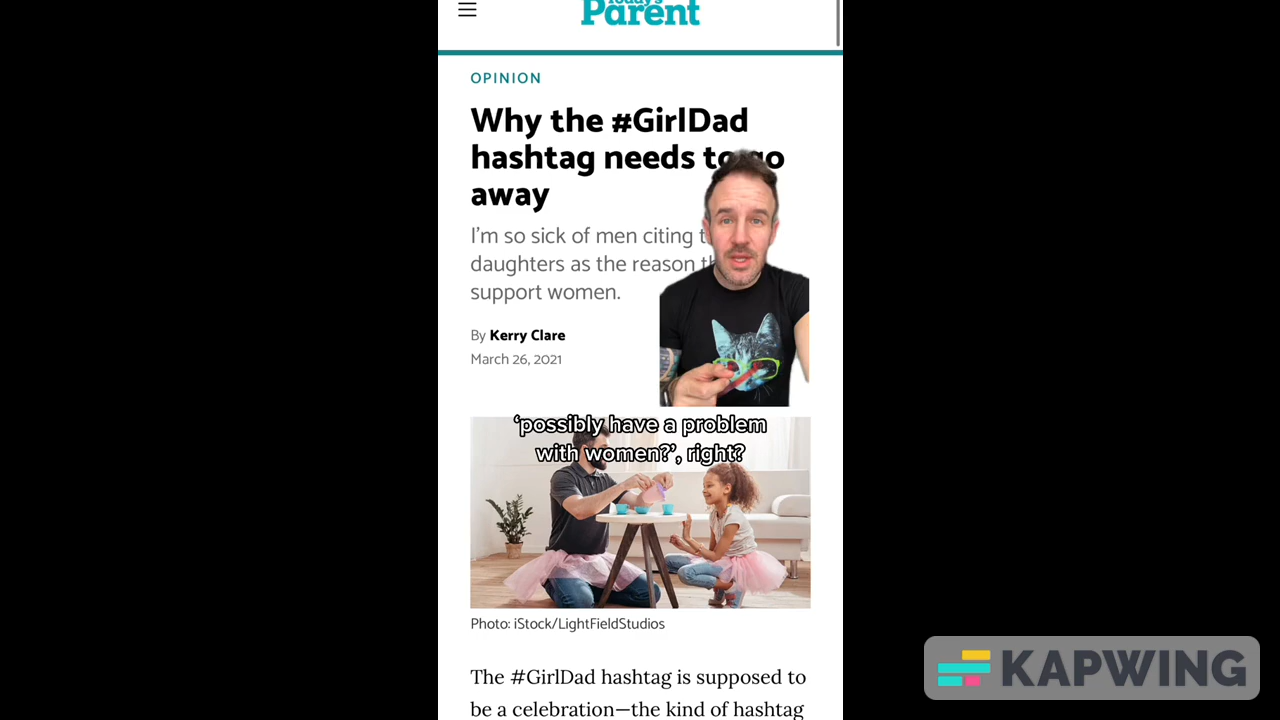 Today's
Parent
OPINION
Why the #GirlDad
hashtag needs to go
away
I'm so sick of men citing
daughters as the reason
support women.
By Kerry Clare
March 26, 2021
'possibly have a problem
with women?', right?
Photo: iStock/LightFieldStudios
The #GirlDad hashtag is supposed to
be a celebration—the kind of hashtag
KAPWING